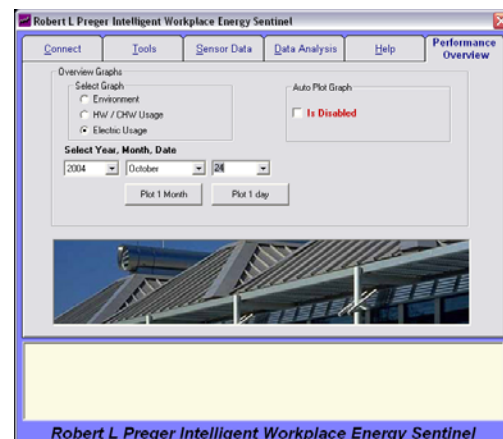 Robert L Preger Intelligent Workplace Energy Sentinel
Connect Tools Sensor Data Data Analysis Help Performance Overview
Overview Graphs
Select Graph
Environment
HW / CHW Usage
Electric Usage
Auto Plot Graph
Is Disabled
Select Year, Month, Date
2004 October 24
Plot 1 Month Plot 1 day
Robert L Preger Intelligent Workplace Energy Sentinel